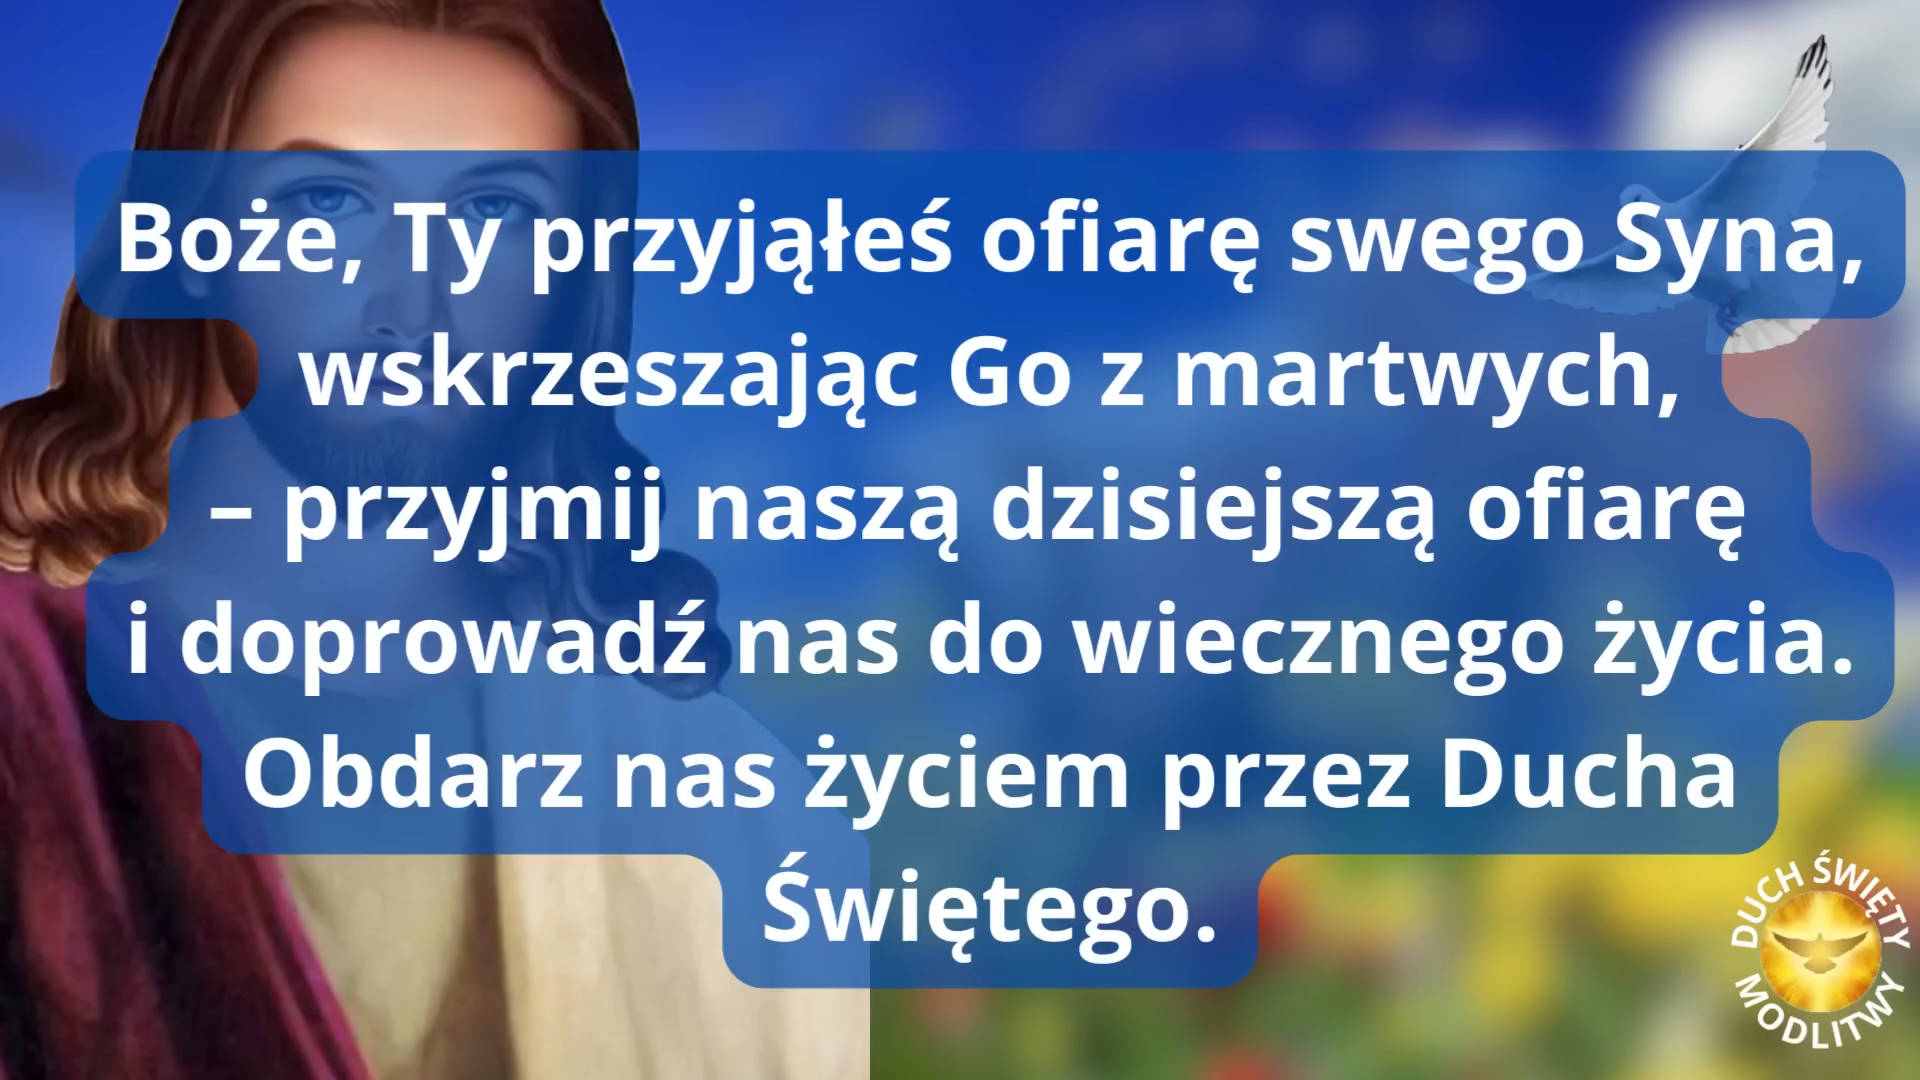 Boże, Ty przyjąłeś ofiarę swego Syna,
wskrzeszając Go z martwych,
– przyjmij naszą dzisiejszą ofiarę
i doprowadź nas do wiecznego życia.
Obdarz nas życiem przez Ducha
Świętego.
DUCH ŚWIĘTY
MODLITWY